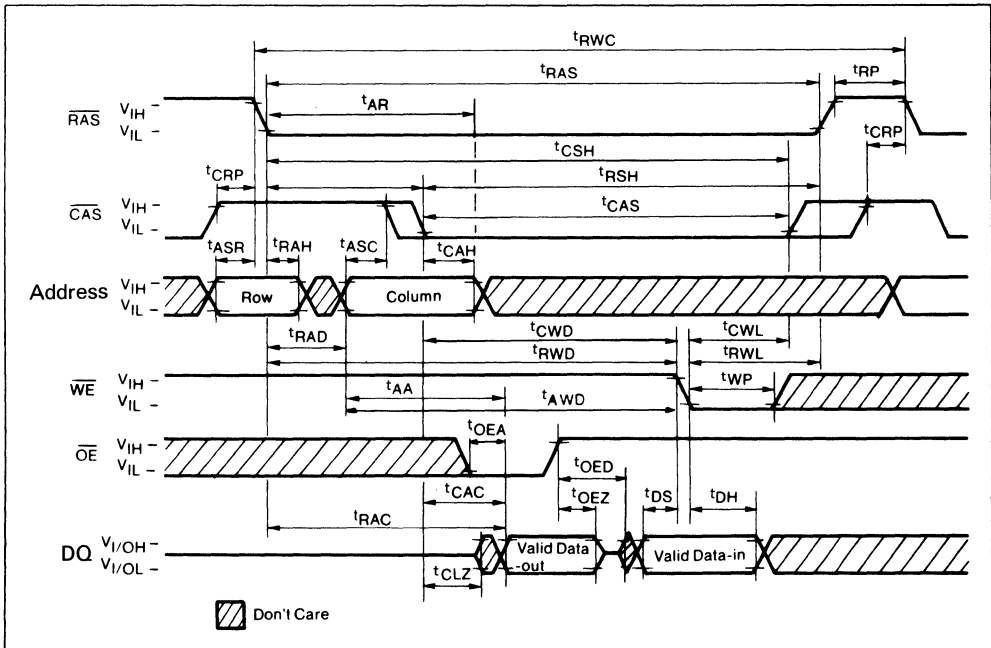 tRWC
tRAS
tRP
tAR
RAS
VIH –
VIL –
tCRP
tCSH
tCRP
tRSH
CAS
VIH –
VIL –
tCAS
tASR
tRAH
tASC
tCAH
Address
VIH –
VIL –
Row
Column
tRAD
tCWD
tCWL
tRWD
tRWL
WE
VIH –
VIL –
tAA
tWP
tAWD
tOEA
OE
VIH –
VIL –
tOED
tCAC
tOEZ
tDS
tDH
tRAC
DQ
VI/OH –
VI/OL –
Valid Data
-out
Valid Data-in
tCLZ
Don't Care